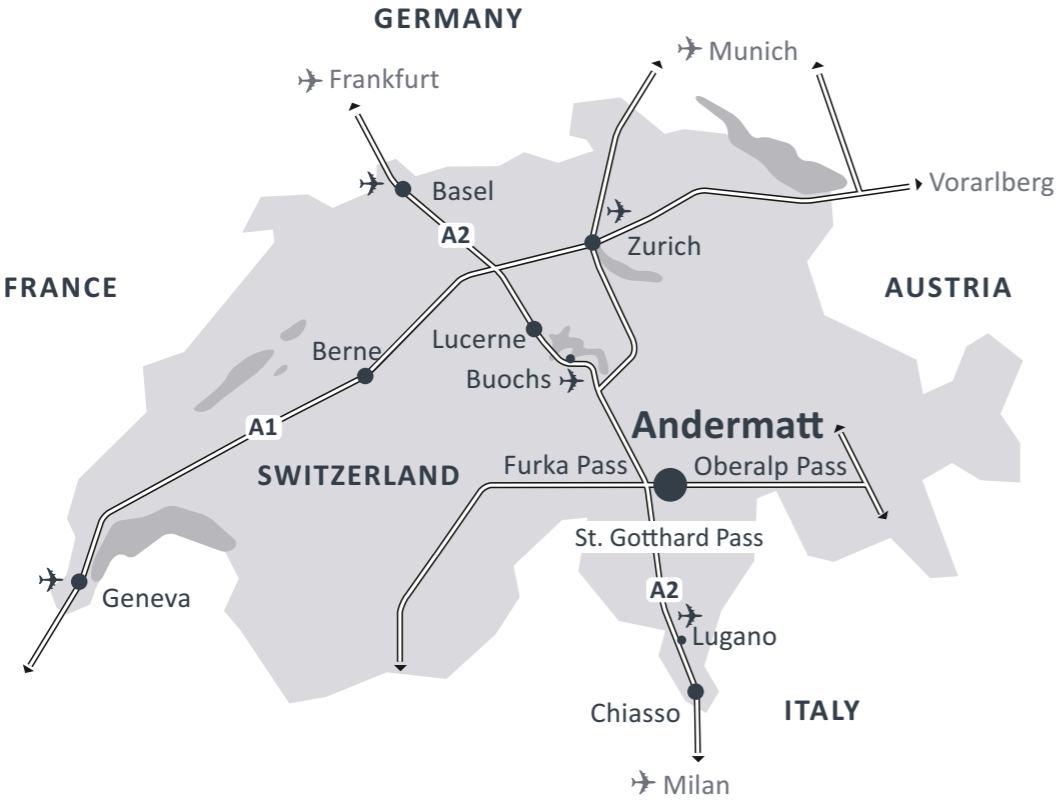 GERMANY
Munich
Frankfurt
Vorarlberg
Basel
A2
Zurich
FRANCE
AUSTRIA
Lucerne
Berne
Buochs
Andermatt
A1
Furka Pass
Oberalp Pass
SWITZERLAND
St. Gotthard Pass
A2
Geneva
Lugano
Chiasso
ITALY
Milan